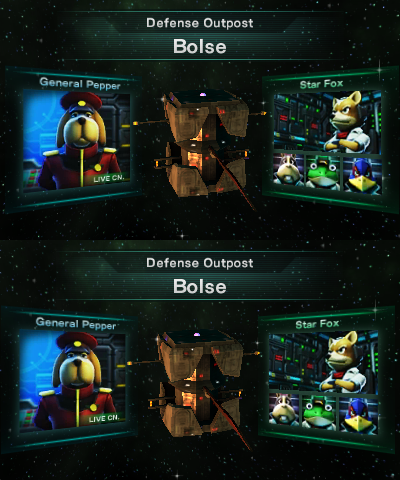 Defense Outpost
Bolse
General Pepper
Star Fox
LIVE CN.
Defense Outpost
Bolse
General Pepper
Star Fox
LIVE CN.